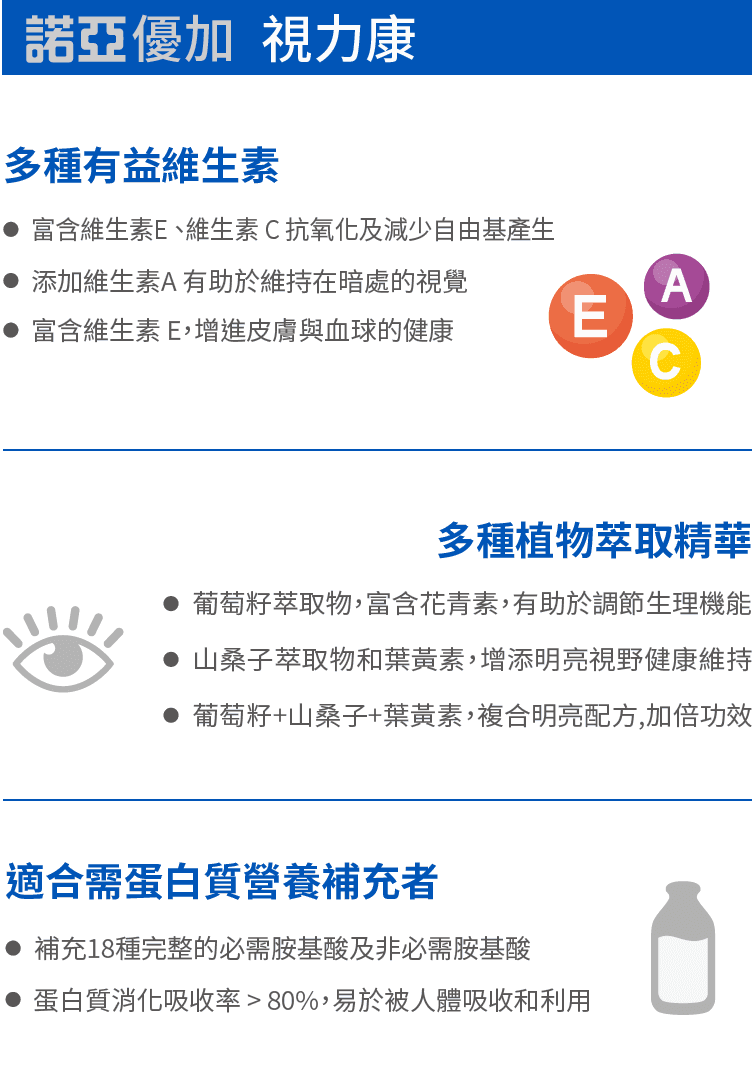 諾亞優加 視力康
多種有益維生素
● 富含維生素E、維生素 C 抗氧化及減少自由基產生
● 添加維生素A 有助於維持在暗處的視覺
● 富含維生素 E,增進皮膚與血球的健康
E
A
C
多種植物萃取精華
● 葡萄籽萃取物,富含花青素,有助於調節生理機能
● 山桑子萃取物和葉黃素,增添明亮視野健康維持
● 葡萄籽+山桑子+葉黃素,複合明亮配方,加倍功效
適合需蛋白質營養補充者
● 補充18種完整的必需胺基酸及非必需胺基酸
● 蛋白質消化吸收率 > 80%,易於被人體吸收和利用